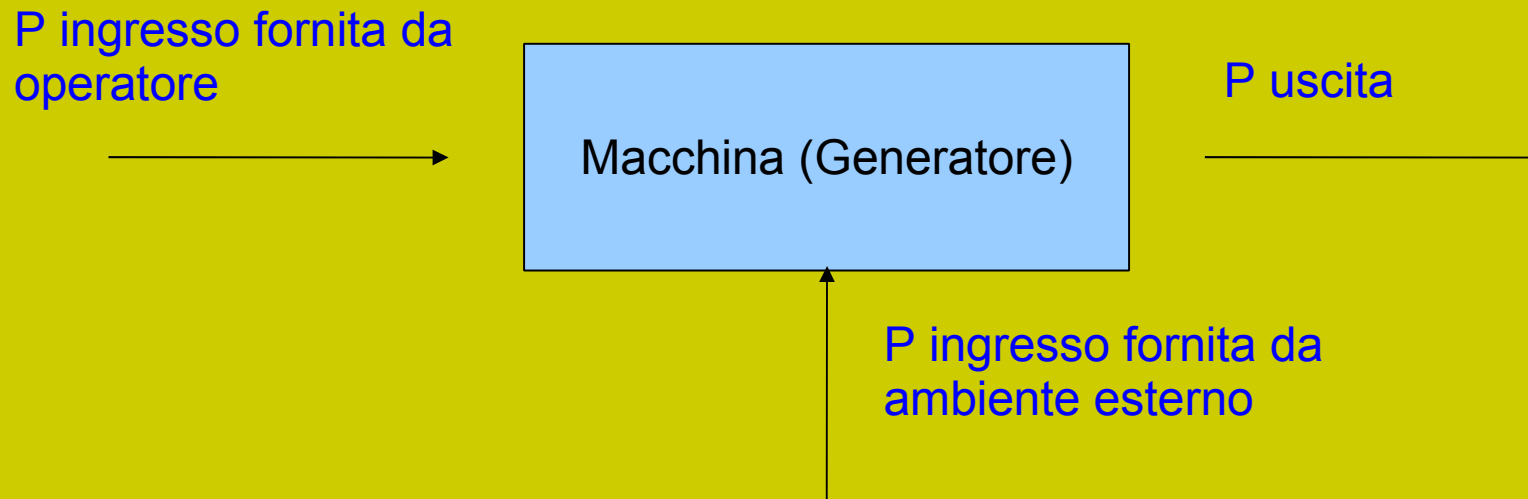 P ingresso fornita da
operatore
Macchina (Generatore)
P uscita
P ingresso fornita da
ambiente esterno